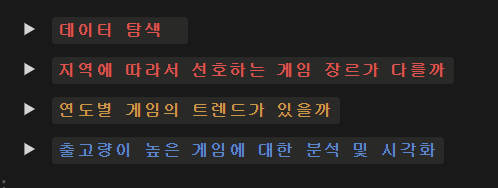 데이터 탐색
지역에 따라서 선호하는 게임 장르가 다를까
연도별 게임의 트렌드가 있을까
출고량이 높은 게임에 대한 분석 및 시각화